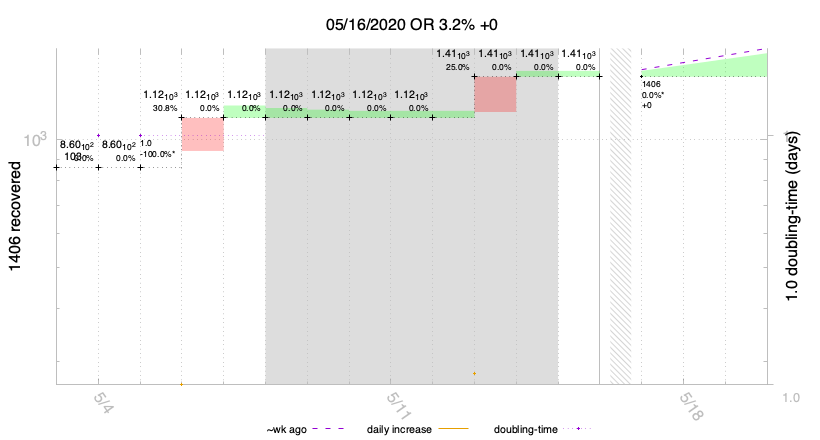 05/16/2020 OR 3.2% +0
1.41₁₀³ 1.41₁₀³ 1.41₁₀³ 1.41₁₀³
25.0% 0.0% 0.0% 0.0%
1406
0.0%*
+0
1.12₁₀³ 1.12₁₀³ 1.12₁₀³ 1.12₁₀³ 1.12₁₀³ 1.12₁₀³ 1.12₁₀³
30.8% 0.0% 0.0% 0.0% 0.0% 0.0% 0.0%
10³
8.60₁₀² 8.60₁₀² 1.0
0.0% 0.0% -100.0%*
1406 recovered
1.0 doubling-time (days)
1.0
5/4 5/11 5/18
~wk ago daily increase doubling-time